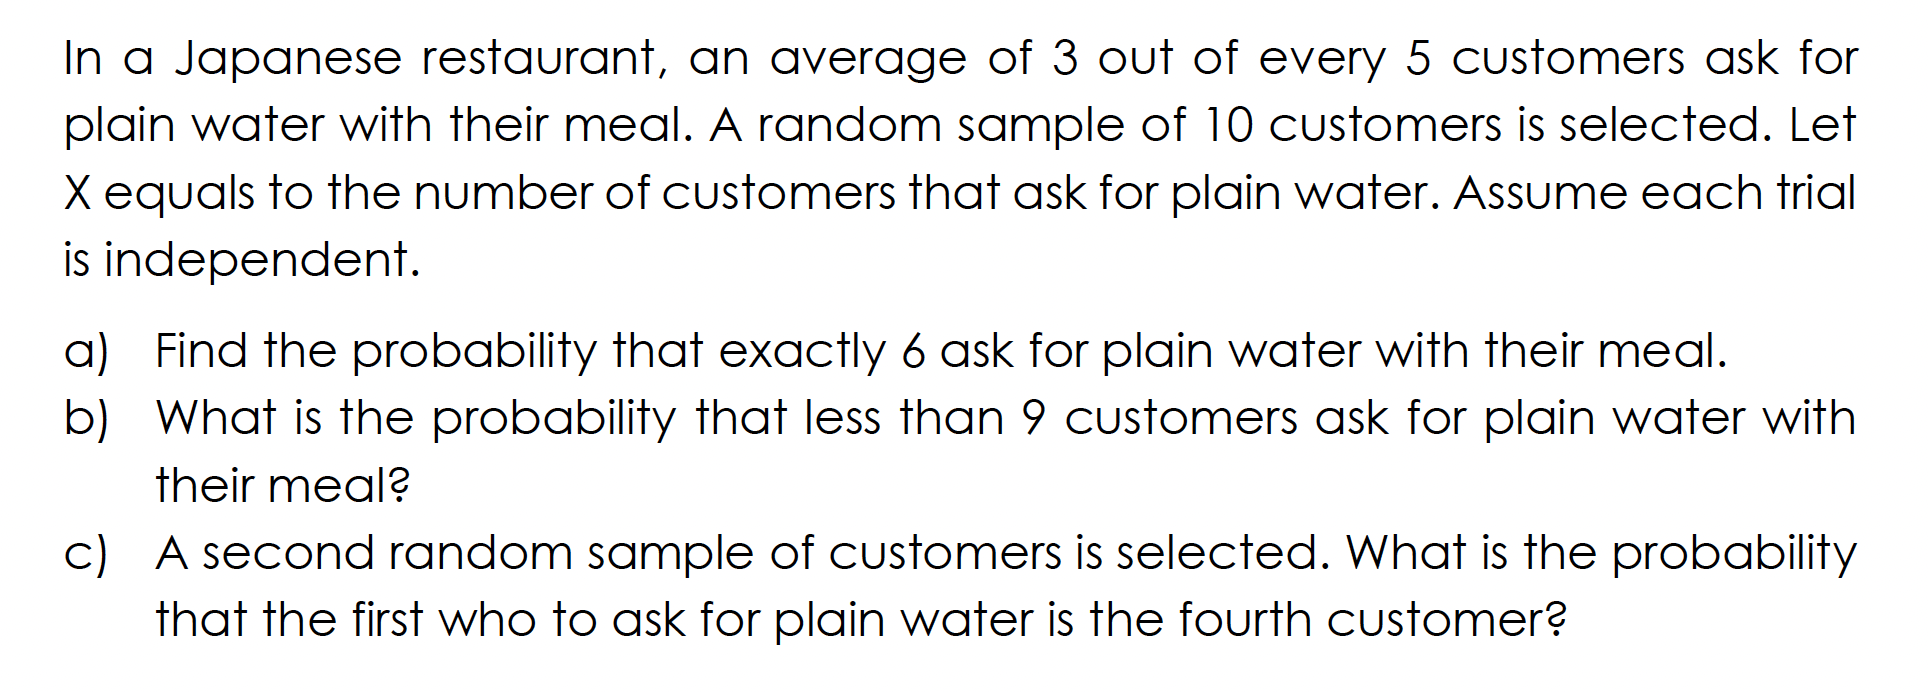 In a Japanese restaurant, an average of 3 out of every 5 customers ask for
plain water with their meal. A random sample of 10 customers is selected. Let
X equals to the number of customers that ask for plain water. Assume each trial
is independent.
a) Find the probability that exactly 6 ask for plain water with their meal.
b) What is the probability that less than 9 customers ask for plain water with
their meal?
c) A second random sample of customers is selected. What is the probability
that the first who to ask for plain water is the fourth customer?